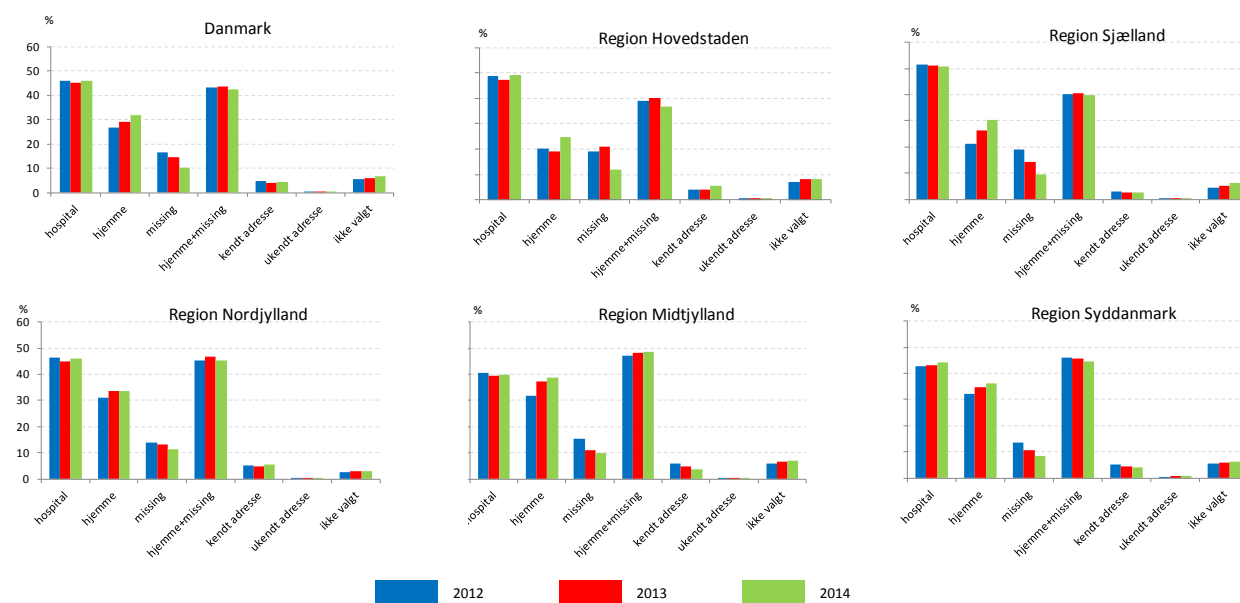 %
Danmark
60
50
40
30
20
10
0
hospital
hjemme
missing
hjemme+missing
kendt adresse
ukendt adresse
ikke valgt
%
Region Hovedstaden
hospital
hjemme
missing
hjemme+missing
kendt adresse
ukendt adresse
ikke valgt
%
Region Sjælland
hospital
hjemme
missing
hjemme+missing
kendt adresse
ukendt adresse
ikke valgt
%
Region Nordjylland
60
50
40
30
20
10
0
hospital
hjemme
missing
hjemme+missing
kendt adresse
ukendt adresse
ikke valgt
%
Region Midtjylland
hospital
hjemme
missing
hjemme+missing
kendt adresse
ukendt adresse
ikke valgt
%
Region Syddanmark
hospital
hjemme
missing
hjemme+missing
kendt adresse
ukendt adresse
ikke valgt
2012
2013
2014